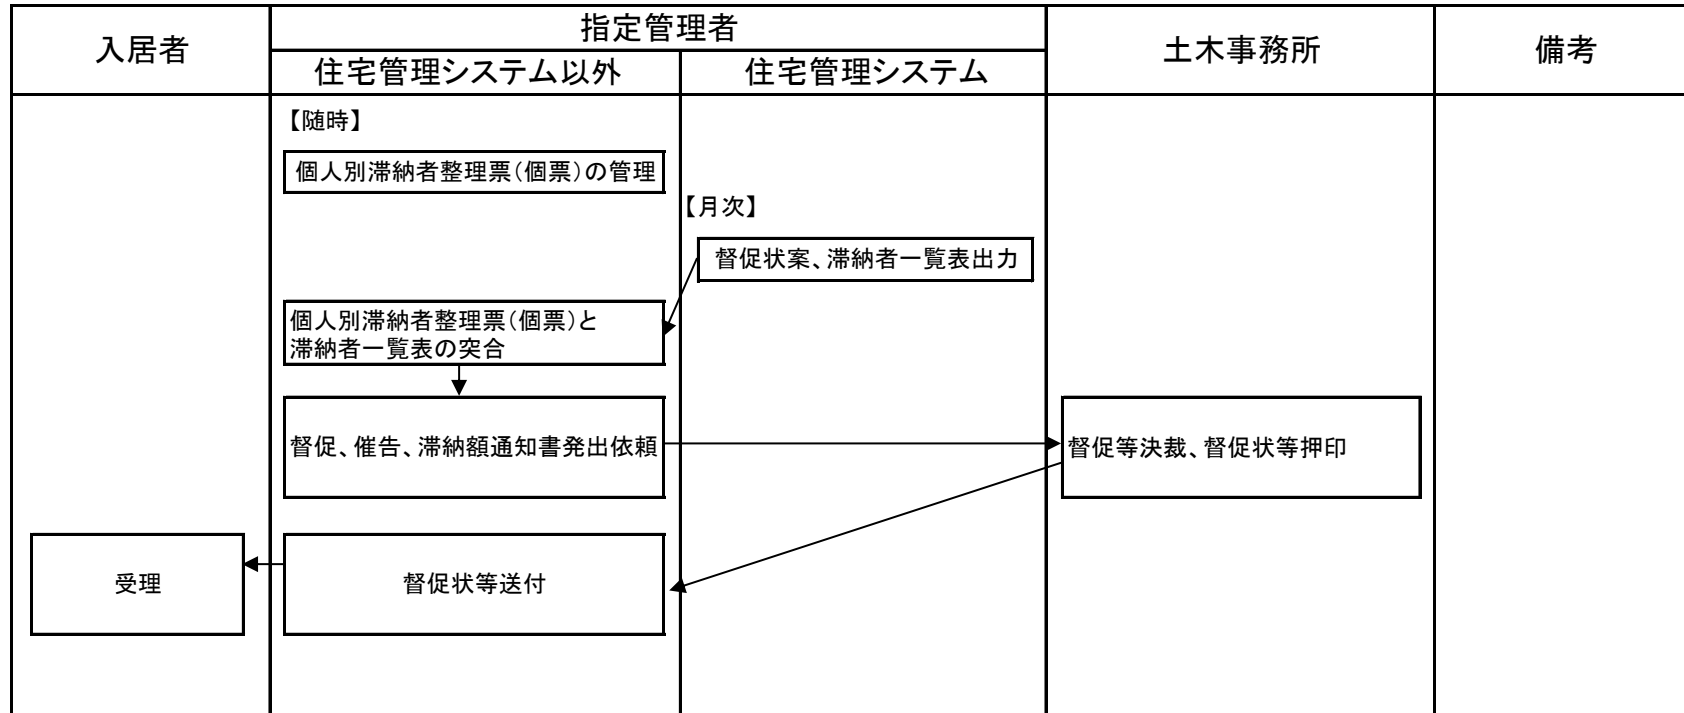 入居者
指定管理者
住宅管理システム以外
住宅管理システム
土木事務所
備考
【随時】
個人別滞納者整理票(個票)の管理
【月次】
督促状案、滞納者一覧表出力
個人別滞納者整理票(個票)と
滞納者一覧表の突合
督促、催告、滞納額通知書発出依頼
督促等決裁、督促状等押印
受理
督促状等送付